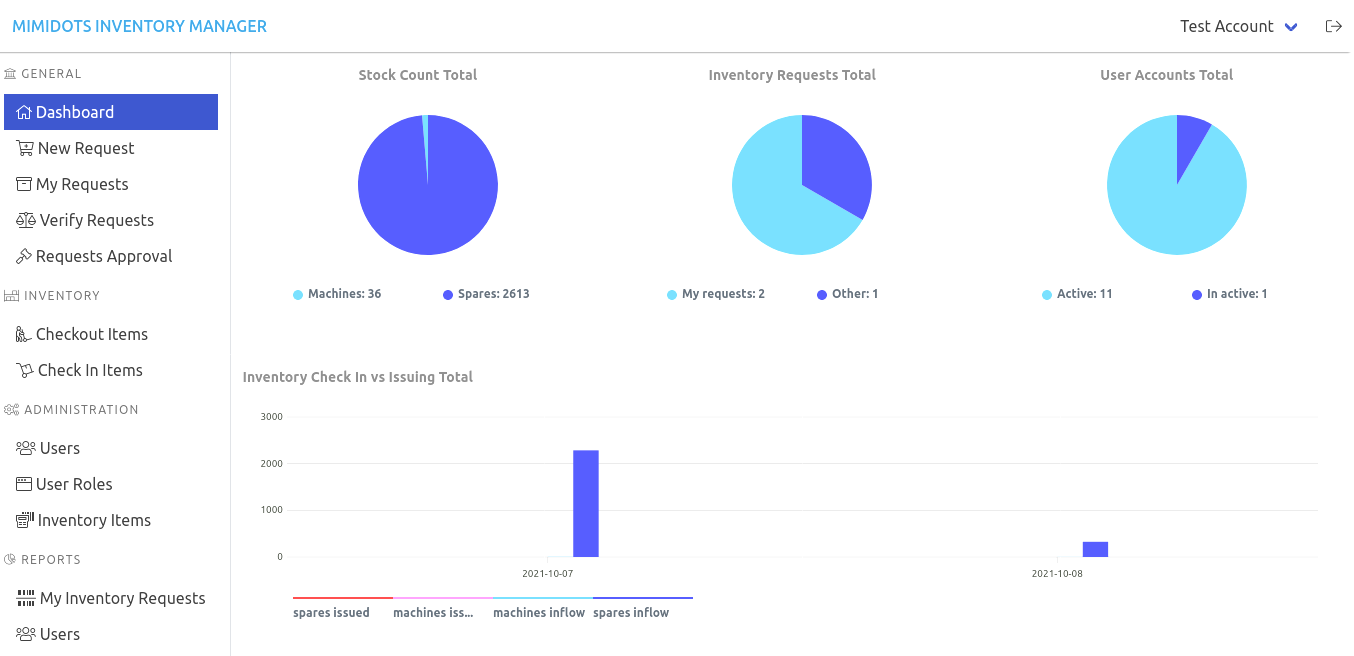 MIMIDOTS INVENTORY MANAGER
Test Account
GENERAL
Dashboard
New Request
My Requests
Verify Requests
Requests Approval
INVENTORY
Checkout Items
Check In Items
ADMINISTRATION
Users
User Roles
Inventory Items
REPORTS
My Inventory Requests
Users
Stock Count Total
Machines: 36
Spares: 2613
Inventory Requests Total
My requests: 2
Other: 1
User Accounts Total
Active: 11
In active: 1
Inventory Check In vs Issuing Total
3000
2000
1000
0
2021-10-07
2021-10-08
spares issued
machines iss...
machines inflow
spares inflow